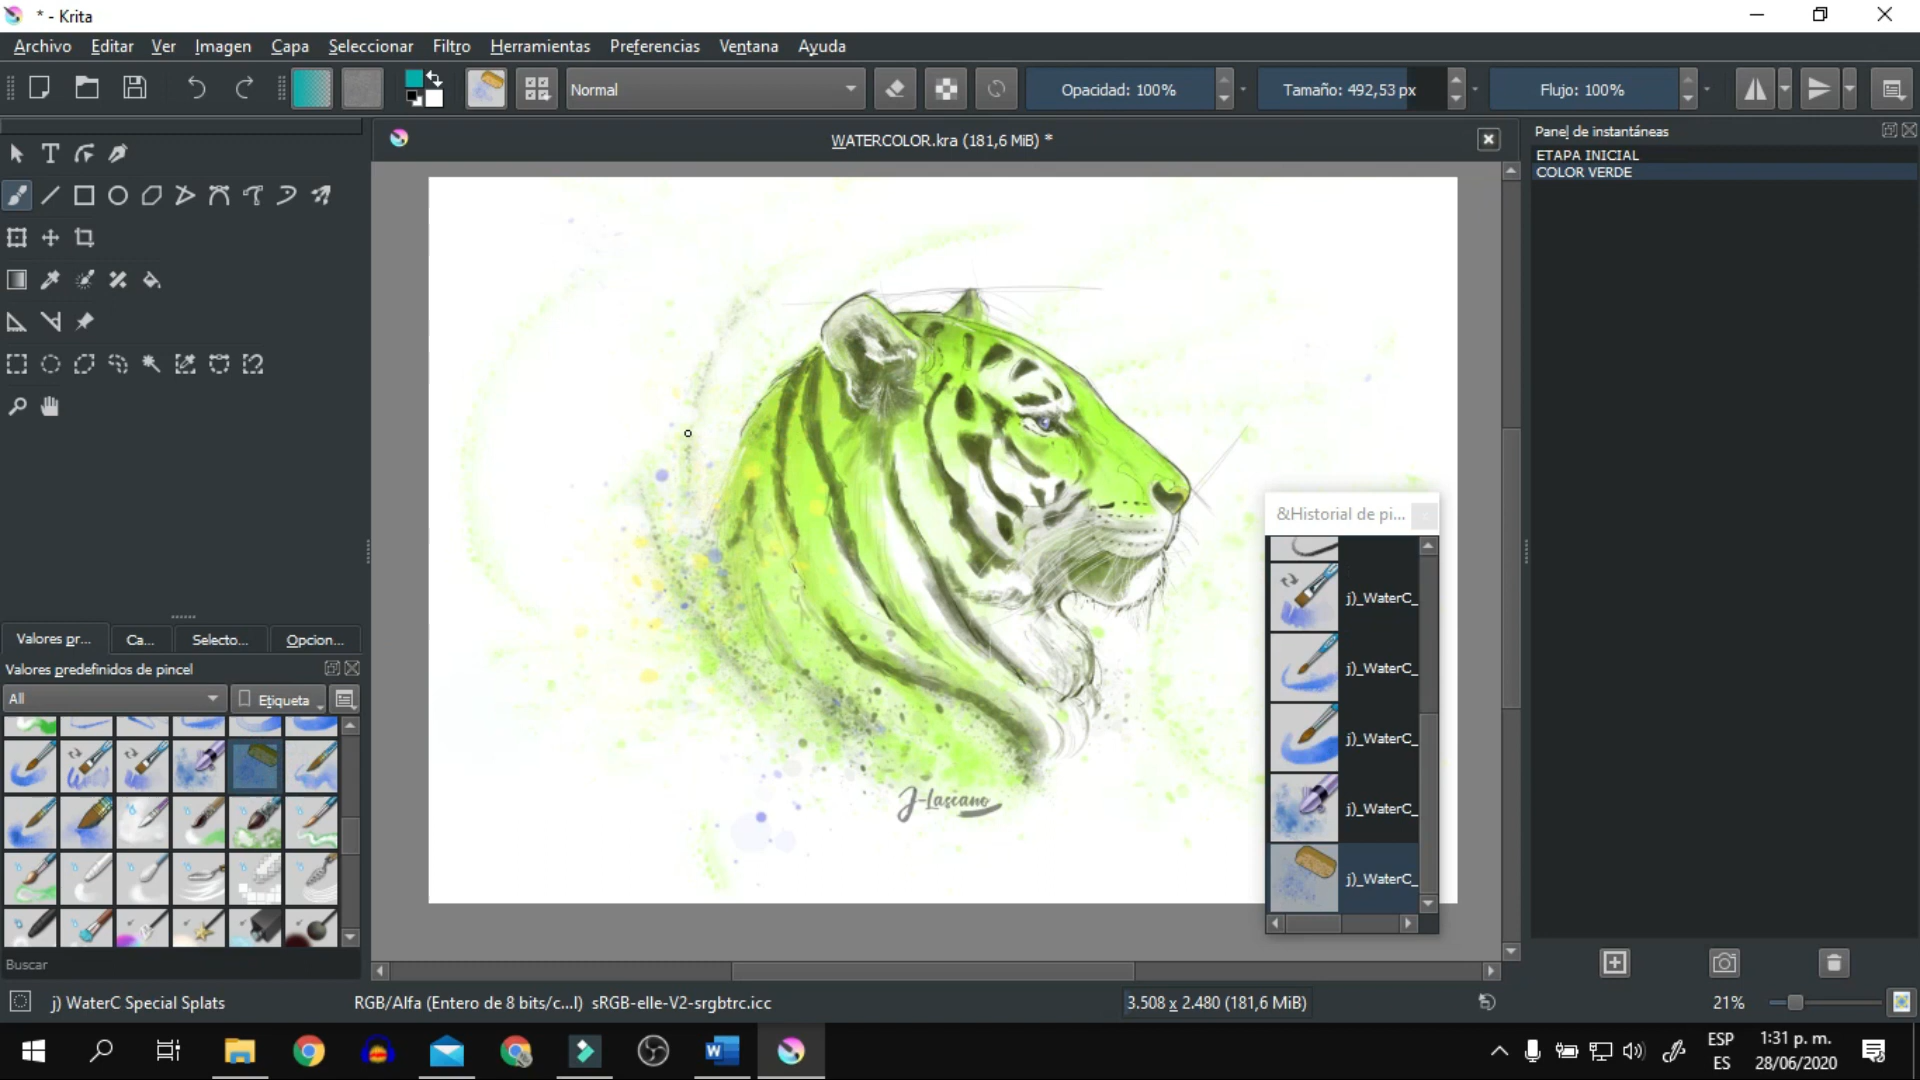 * - Krita
Archivo Editar Ver Imagen Capa Seleccionar Filtro Herramientas Preferencias Ventana Ayuda
Normal
Opacidad: 100%
Tamaño: 492,53 px
Flujo: 100%
WATERCOLOR.kra (181,6 MiB) *
Panel de instantáneas
ETAPA INICIAL
COLOR VERDE
&Historial de pi...
j)_WaterC_
j)_WaterC_
j)_WaterC_
j)_WaterC_
j)_WaterC_
J-Lascano
Valores pr... Ca... Selecto... Opcion...
Valores predefinidos de pincel
All
Etiqueta
Buscar
j) WaterC Special Splats
RGB/Alfa (Entero de 8 bits/c...l) sRGB-elle-V2-srgbtrc.icc
3.508 x 2.480 (181,6 MiB)
21%
ESP
ES
1:31 p. m.
28/06/2020